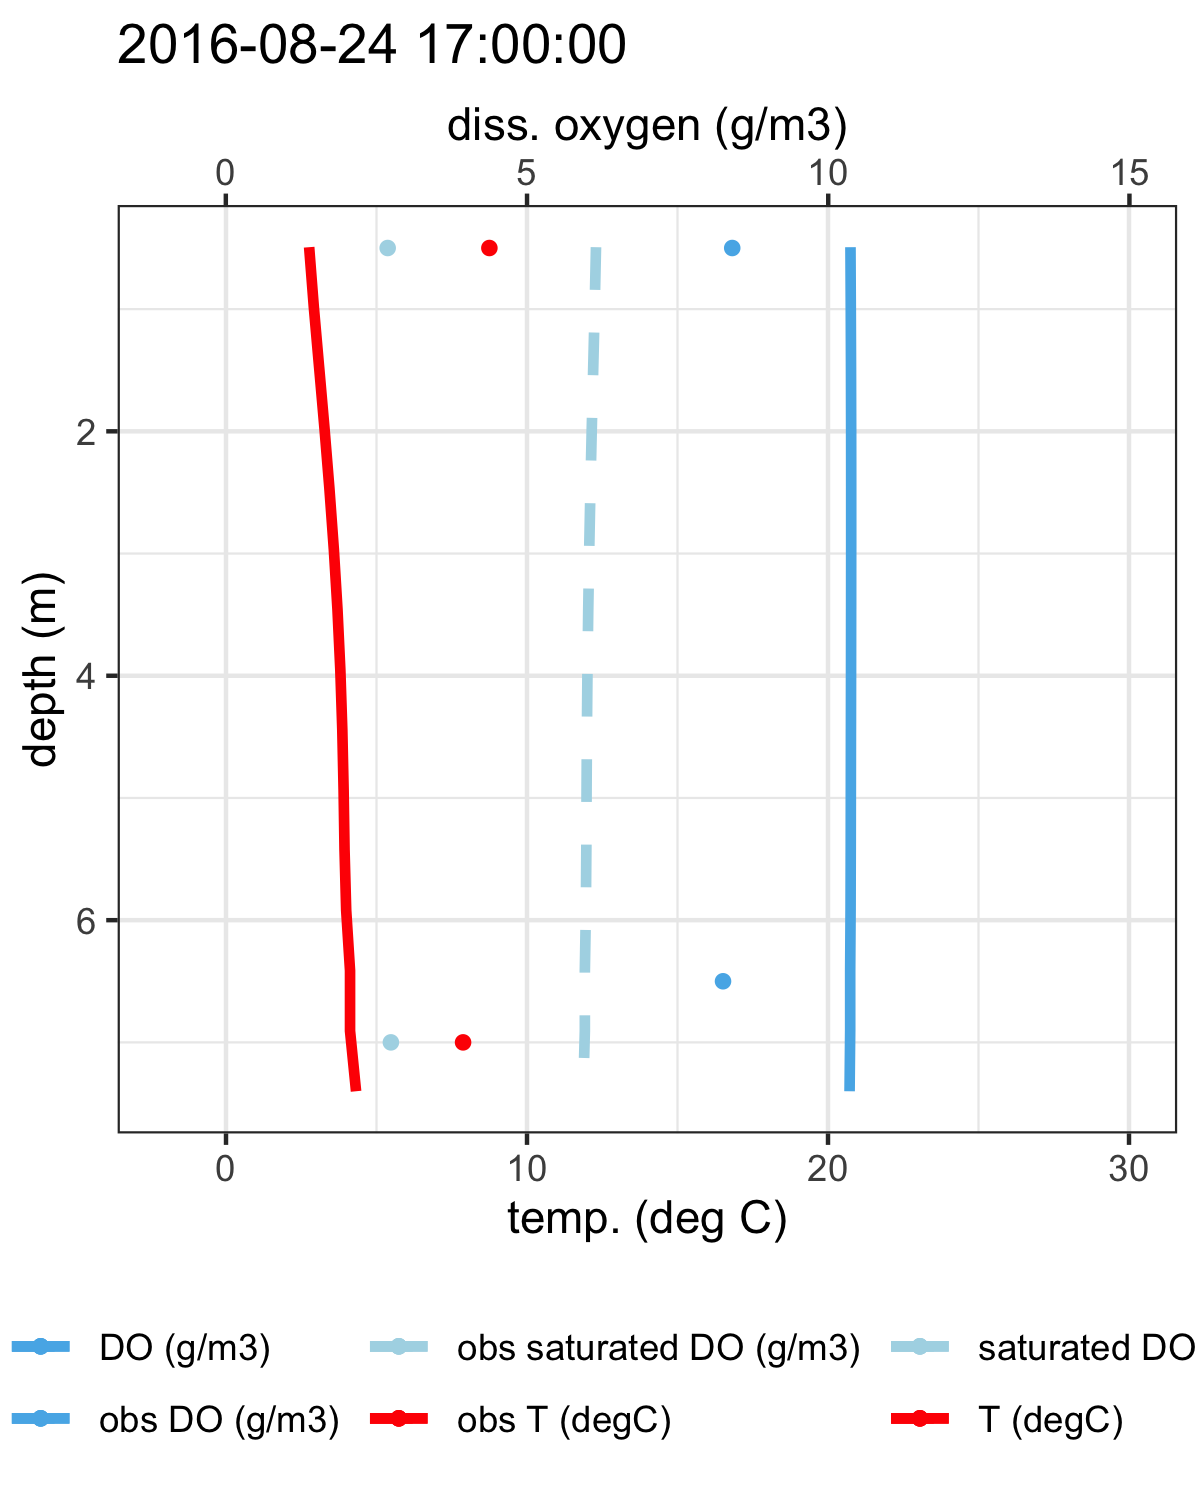 2016-08-24 17:00:00
diss. oxygen (g/m3)
0 5 10 15
depth (m)
2
4
6
0 10 20 30
temp. (deg C)
DO (g/m3) obs saturated DO (g/m3) saturated DO
obs DO (g/m3) obs T (degC) T (degC)